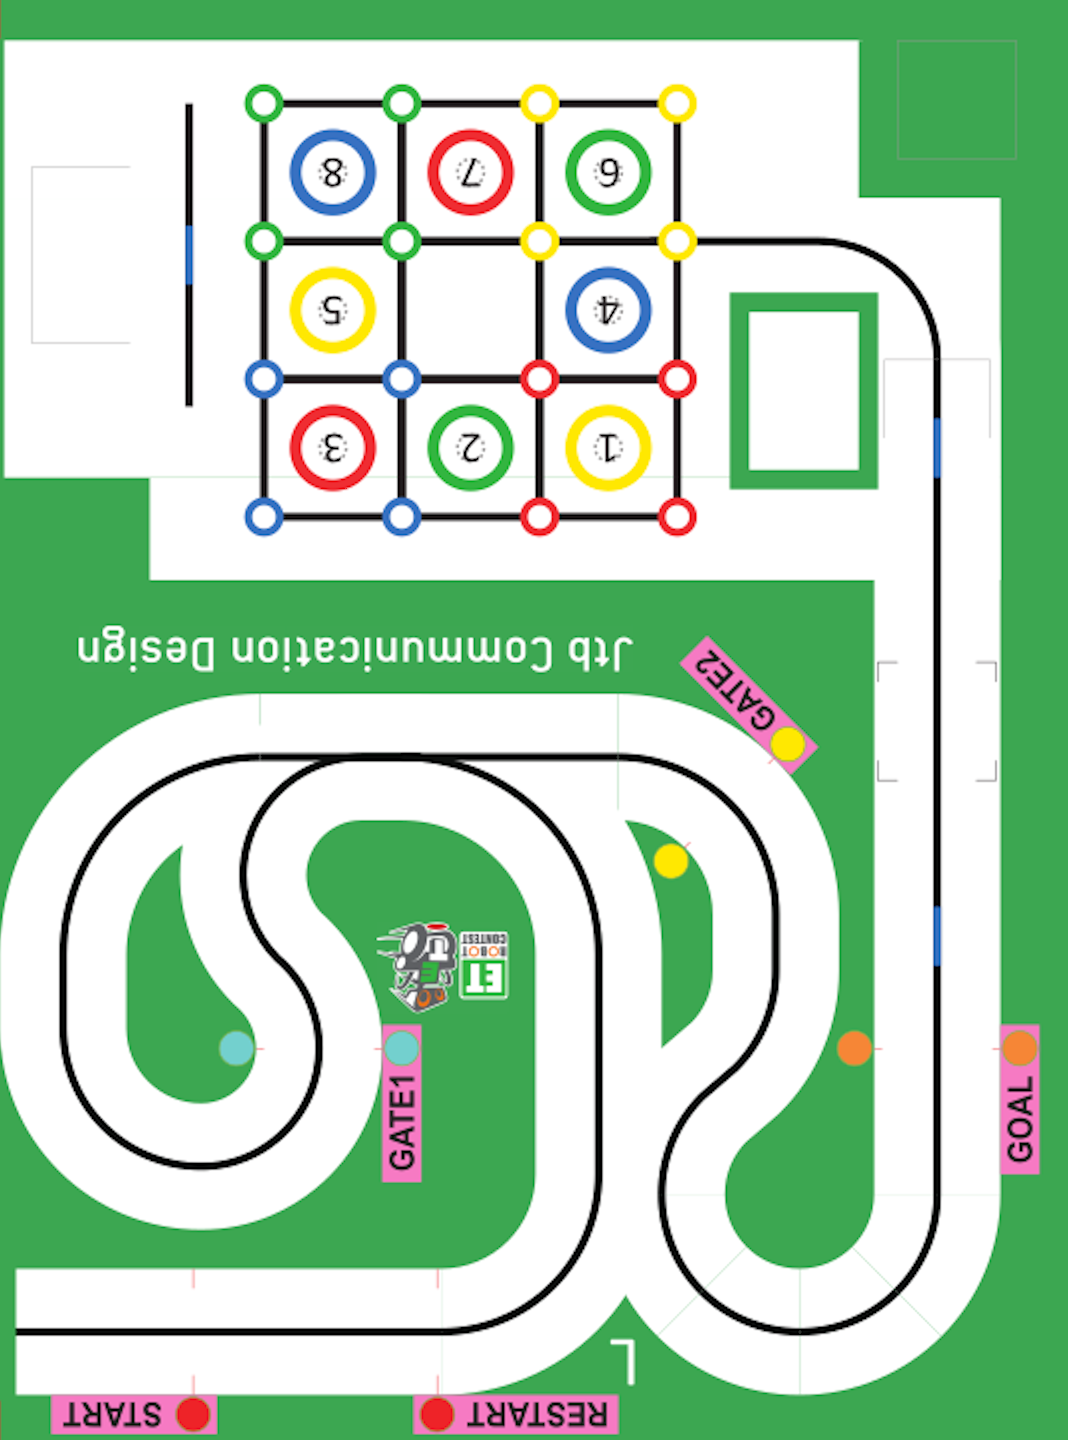 8
7
6
5
4
3
2
1
Jtb Communication Design
GATE2
ET
ROBOT
CONTEST
GATE1
GOAL
L
START
RESTART